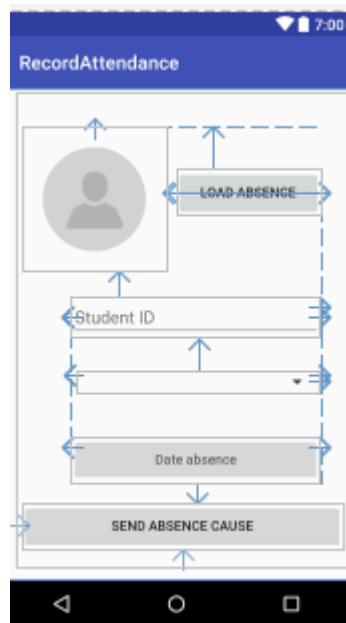 7:00
RecordAttendance
LOAD ABSENCE
Student ID
Date absence
SEND ABSENCE CAUSE